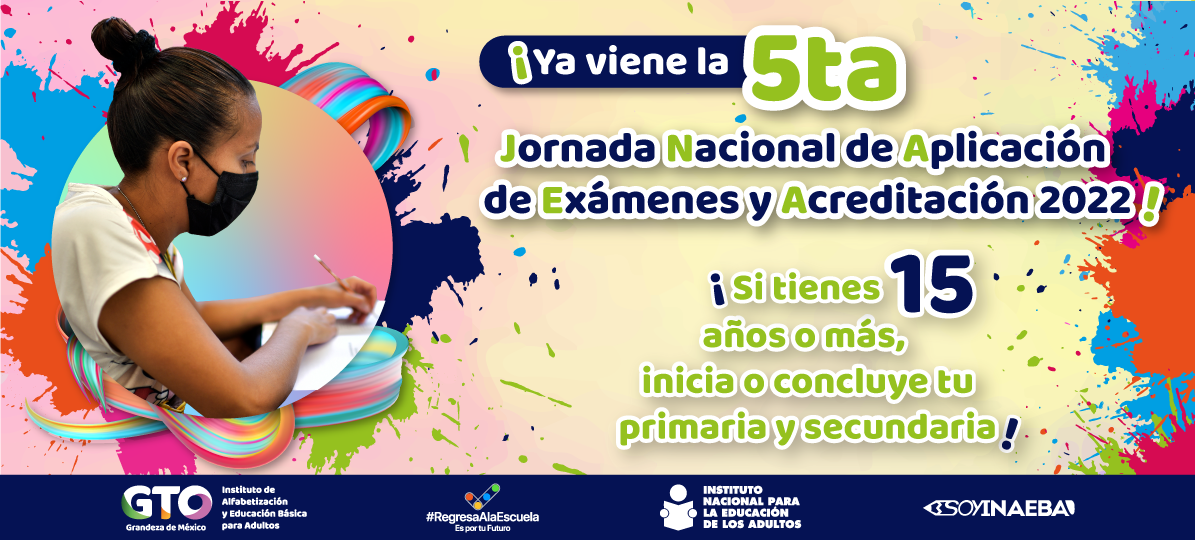 ¡Ya viene la 5ta
Jornada Nacional de Aplicación
de Exámenes y Acreditación 2022!
¡Si tienes 15
años o más,
inicia o concluye tu
primaria y secundaria!
GTO
Grandeza de México
Instituto de
Alfabetización
y Educación Básica
para Adultos
#RegresaAlaEscuela
Es por tu Futuro
INSTITUTO
NACIONAL PARA
LA EDUCACIÓN
DE LOS ADULTOS
SOYINAEBA